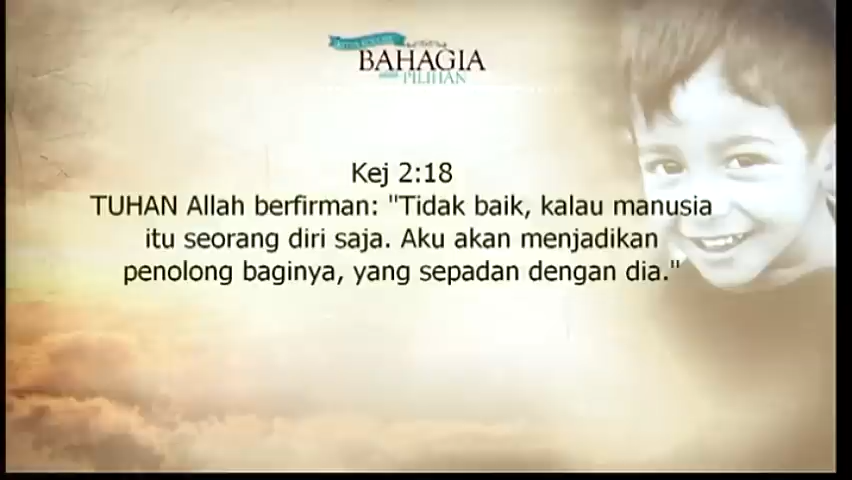 BAHAGIA
PILIHAN
Kej 2:18
TUHAN Allah berfirman: "Tidak baik, kalau manusia
itu seorang diri saja. Aku akan menjadikan
penolong baginya, yang sepadan dengan dia."